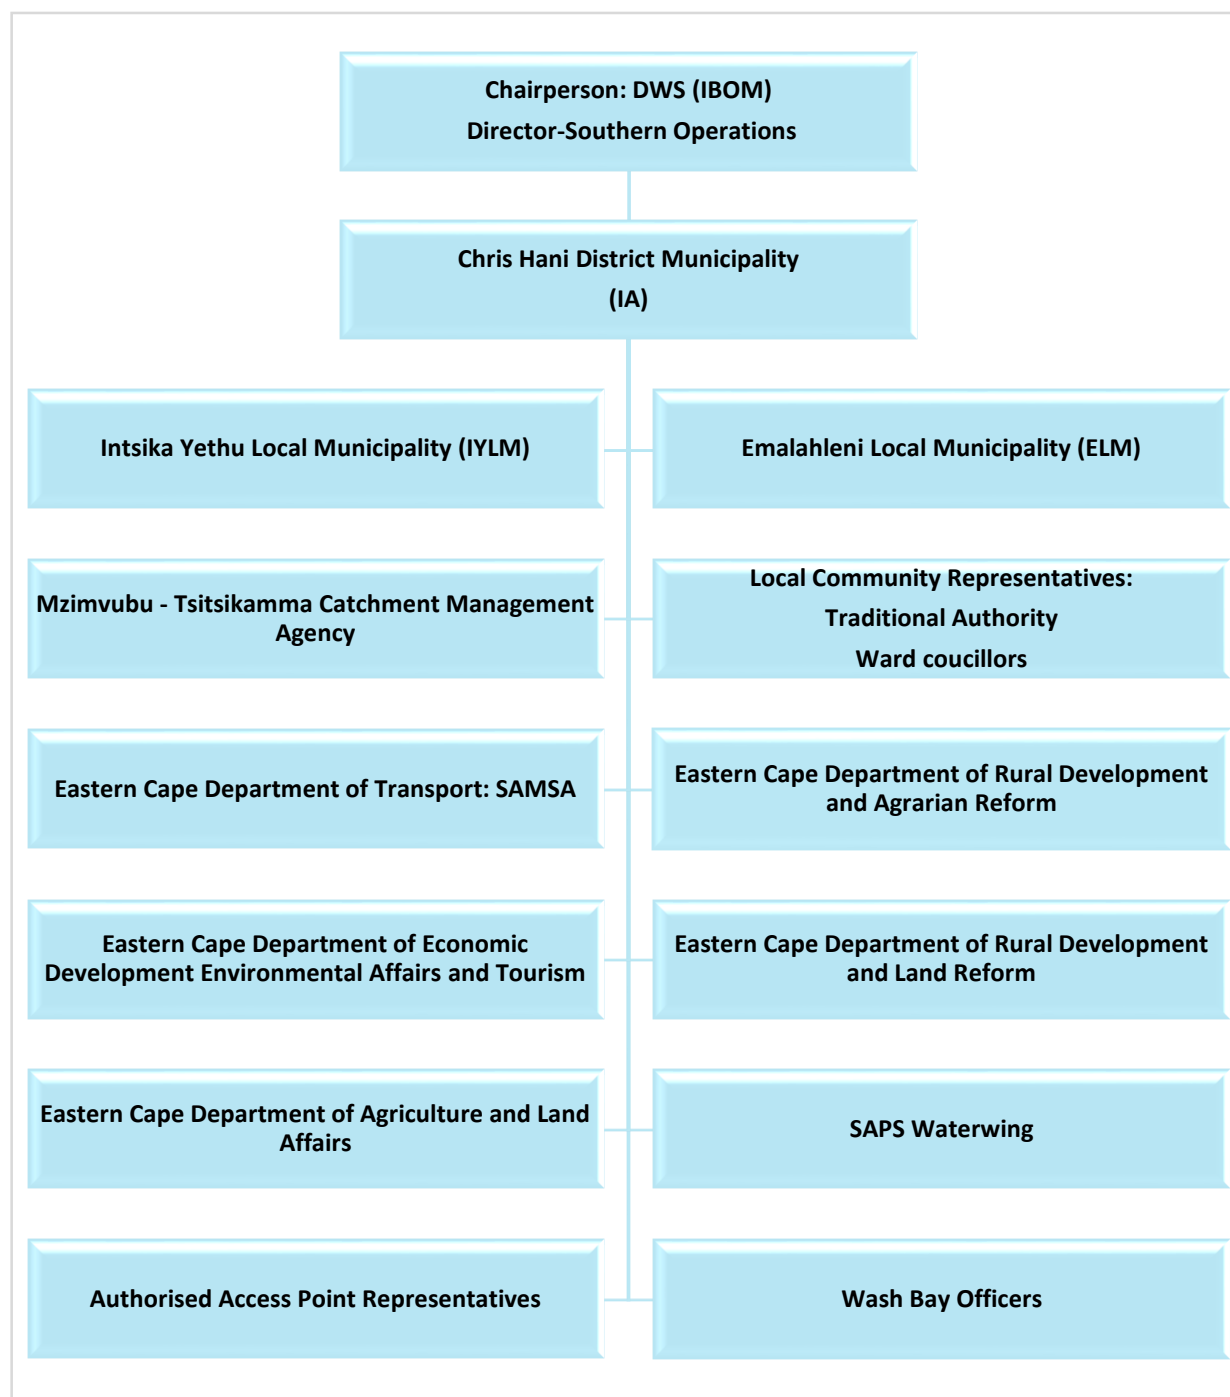 Chairperson: DWS (IBOM)
Director-Southern Operations
Chris Hani District Municipality
(IA)
Intsika Yethu Local Municipality (IYLM)
Emalahleni Local Municipality (ELM)
Mzimvubu - Tsitsikamma Catchment Management
Agency
Local Community Representatives:
Traditional Authority
Ward coucillors
Eastern Cape Department of Transport: SAMSA
Eastern Cape Department of Rural Development
and Agrarian Reform
Eastern Cape Department of Economic
Development Environmental Affairs and Tourism
Eastern Cape Department of Rural Development
and Land Reform
Eastern Cape Department of Agriculture and Land
Affairs
SAPS Waterwing
Authorised Access Point Representatives
Wash Bay Officers